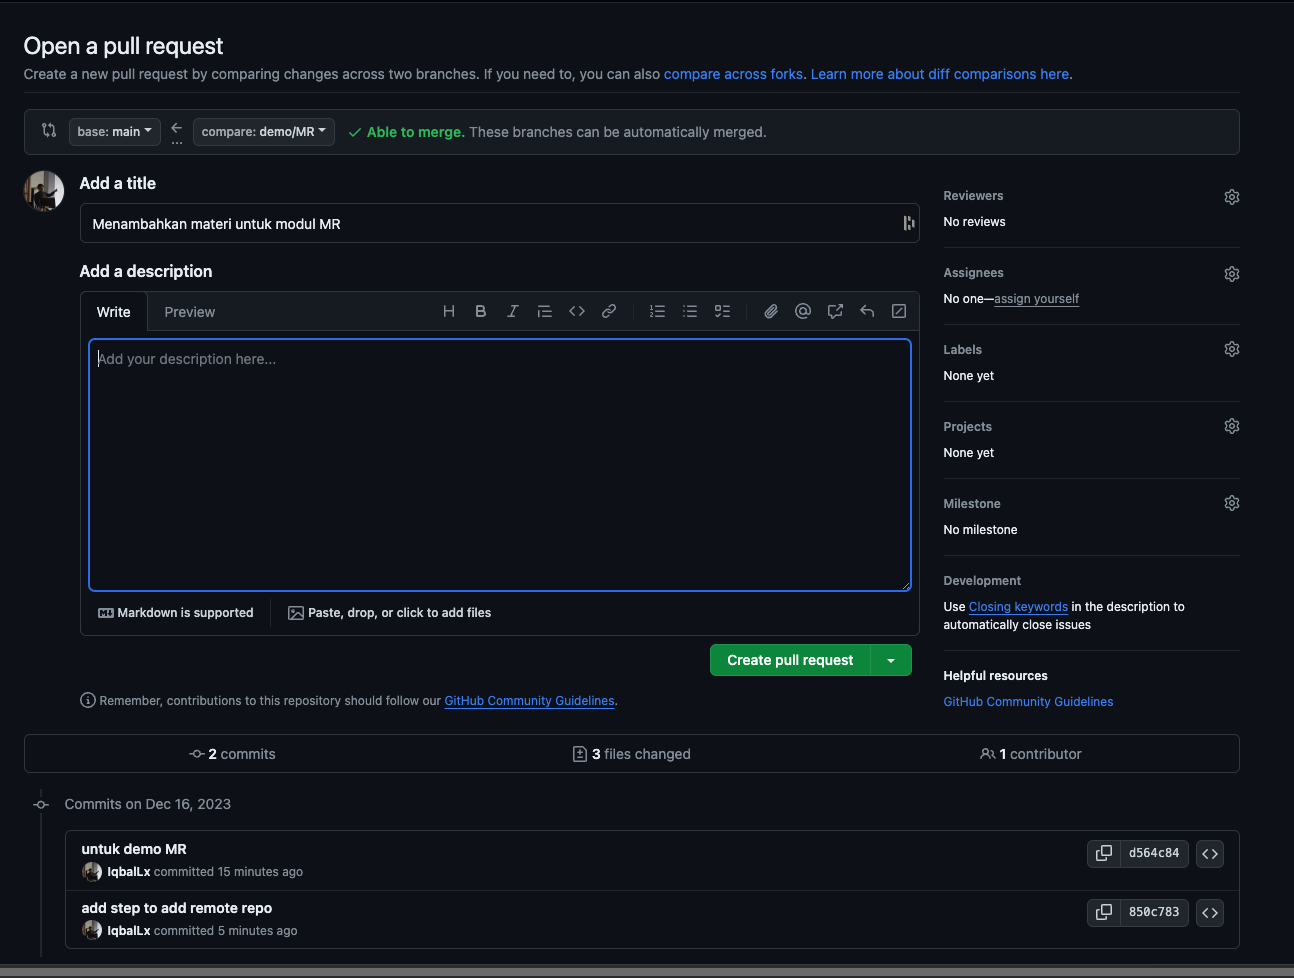 Open a pull request
Create a new pull request by comparing changes across two branches. If you need to, you can also compare across forks. Learn more about diff comparisons here.
base: main
compare: demo/MR
Able to merge. These branches can be automatically merged.
Add a title
Menambahkan materi untuk modul MR
Add a description
Write
Preview
Add your description here...
Markdown is supported
Paste, drop, or click to add files
Create pull request
Remember, contributions to this repository should follow our GitHub Community Guidelines.
Reviewers
No reviews
Assignees
No one—assign yourself
Labels
None yet
Projects
None yet
Milestone
No milestone
Development
Use Closing keywords in the description to
automatically close issues
Helpful resources
GitHub Community Guidelines
2 commits
3 files changed
1 contributor
Commits on Dec 16, 2023
untuk demo MR
IqbalLx committed 15 minutes ago
d564c84
add step to add remote repo
IqbalLx committed 5 minutes ago
850c783